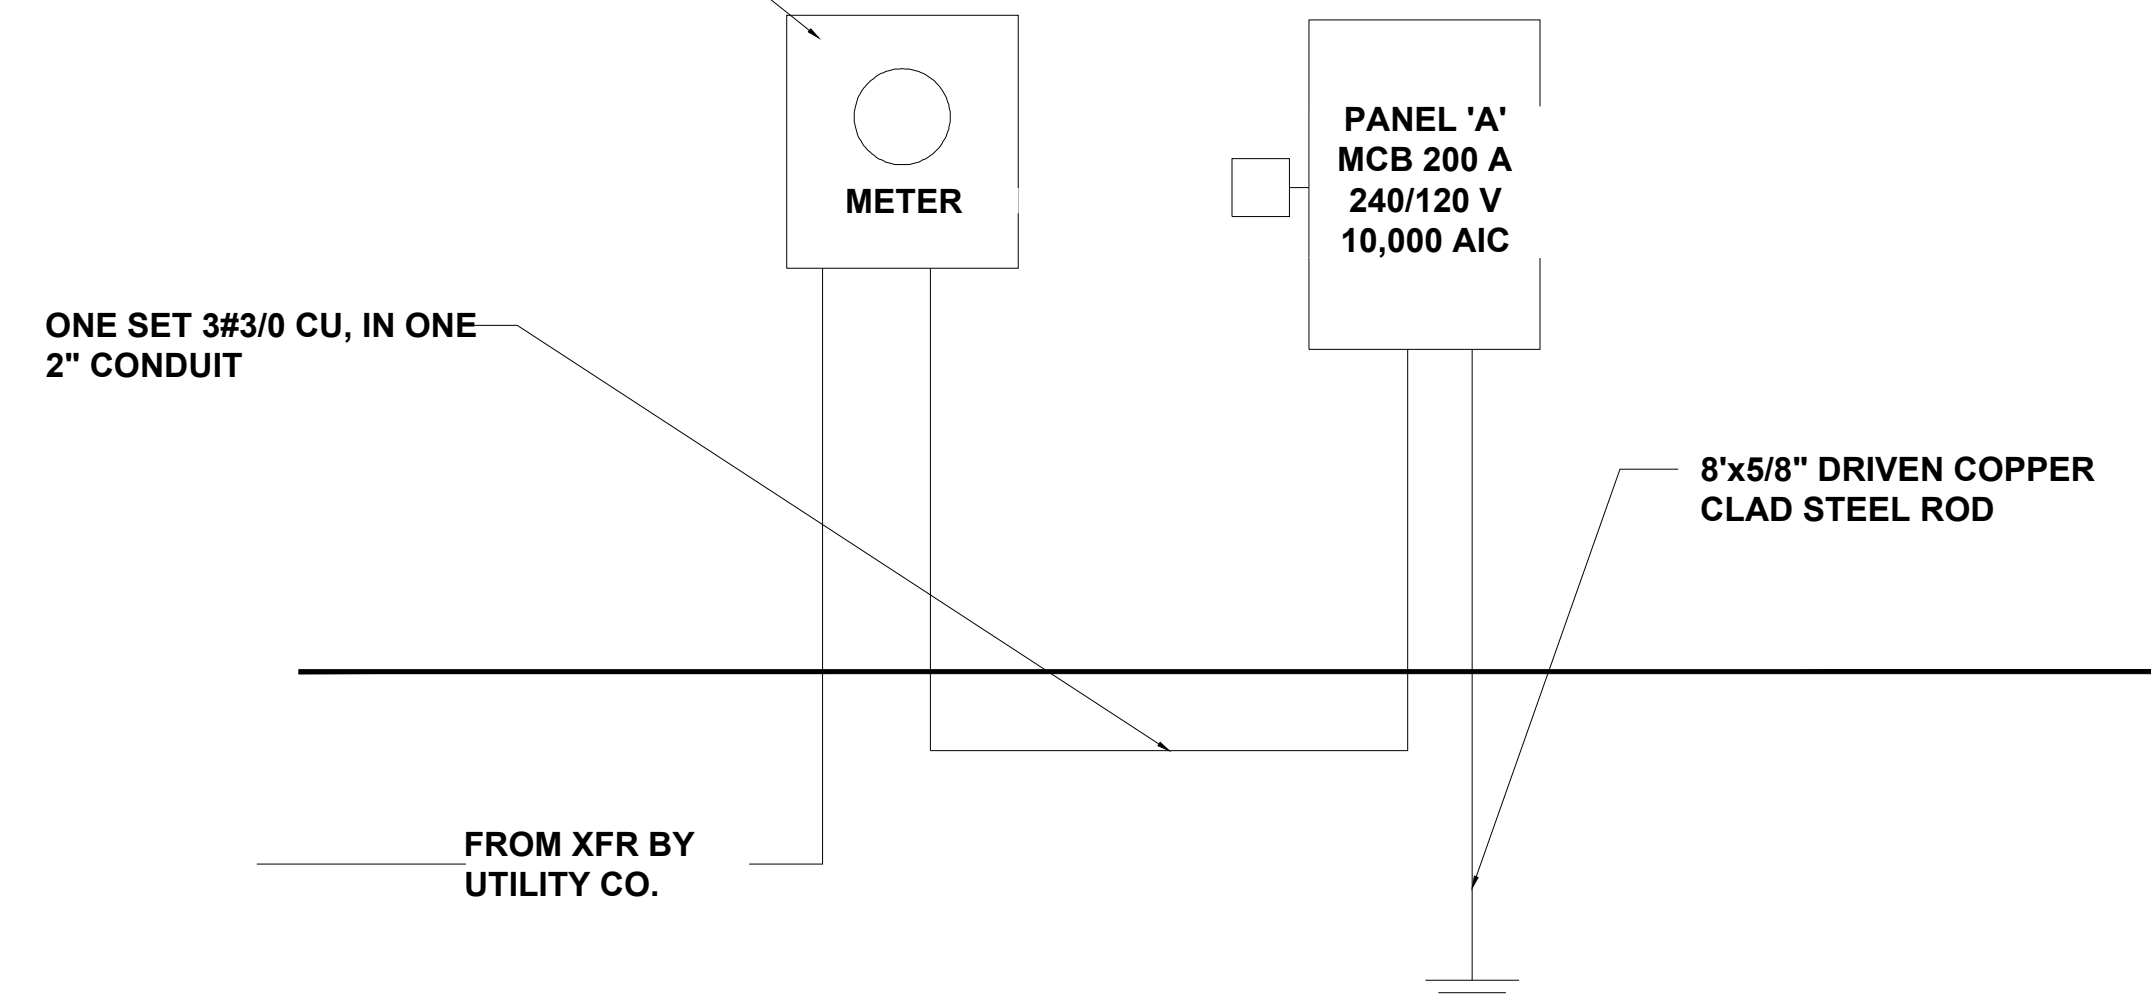 METER
PANEL 'A'
MCB 200 A
240/120 V
10,000 AIC
ONE SET 3#3/0 CU, IN ONE
2" CONDUIT
8'x5/8" DRIVEN COPPER
CLAD STEEL ROD
FROM XFR BY
UTILITY CO.